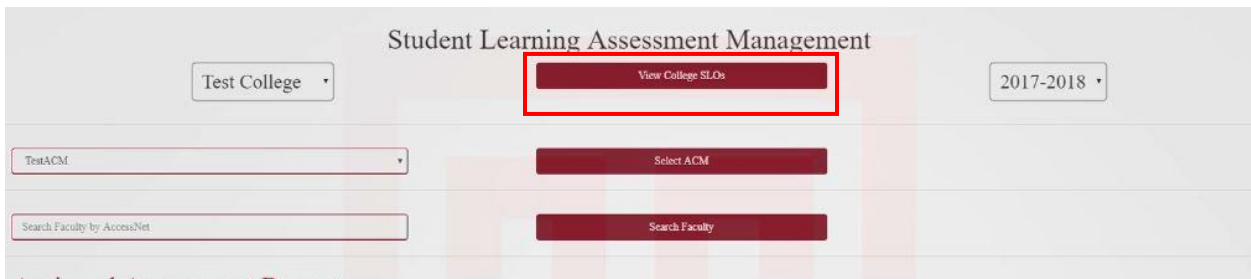 Student Learning Assessment Management
Test College View College SLOs 2017-2018
TestACM Select ACM
Search Faculty by AccessNet Search Faculty